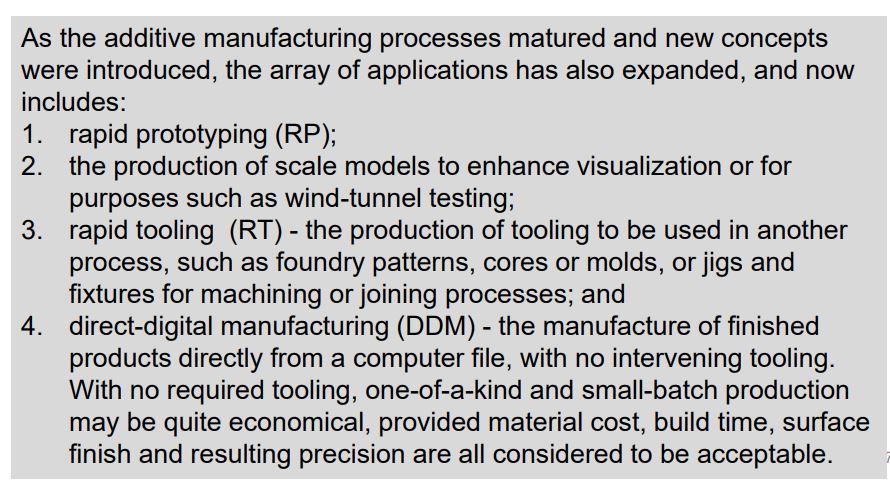 As the additive manufacturing processes matured and new concepts
were introduced, the array of applications has also expanded, and now
includes:
1. rapid prototyping (RP);
2. the production of scale models to enhance visualization or for
purposes such as wind-tunnel testing;
3. rapid tooling (RT) - the production of tooling to be used in another
process, such as foundry patterns, cores or molds, or jigs and
fixtures for machining or joining processes; and
4. direct-digital manufacturing (DDM) - the manufacture of finished
products directly from a computer file, with no intervening tooling.
With no required tooling, one-of-a-kind and small-batch production
may be quite economical, provided material cost, build time, surface
finish and resulting precision are all considered to be acceptable.